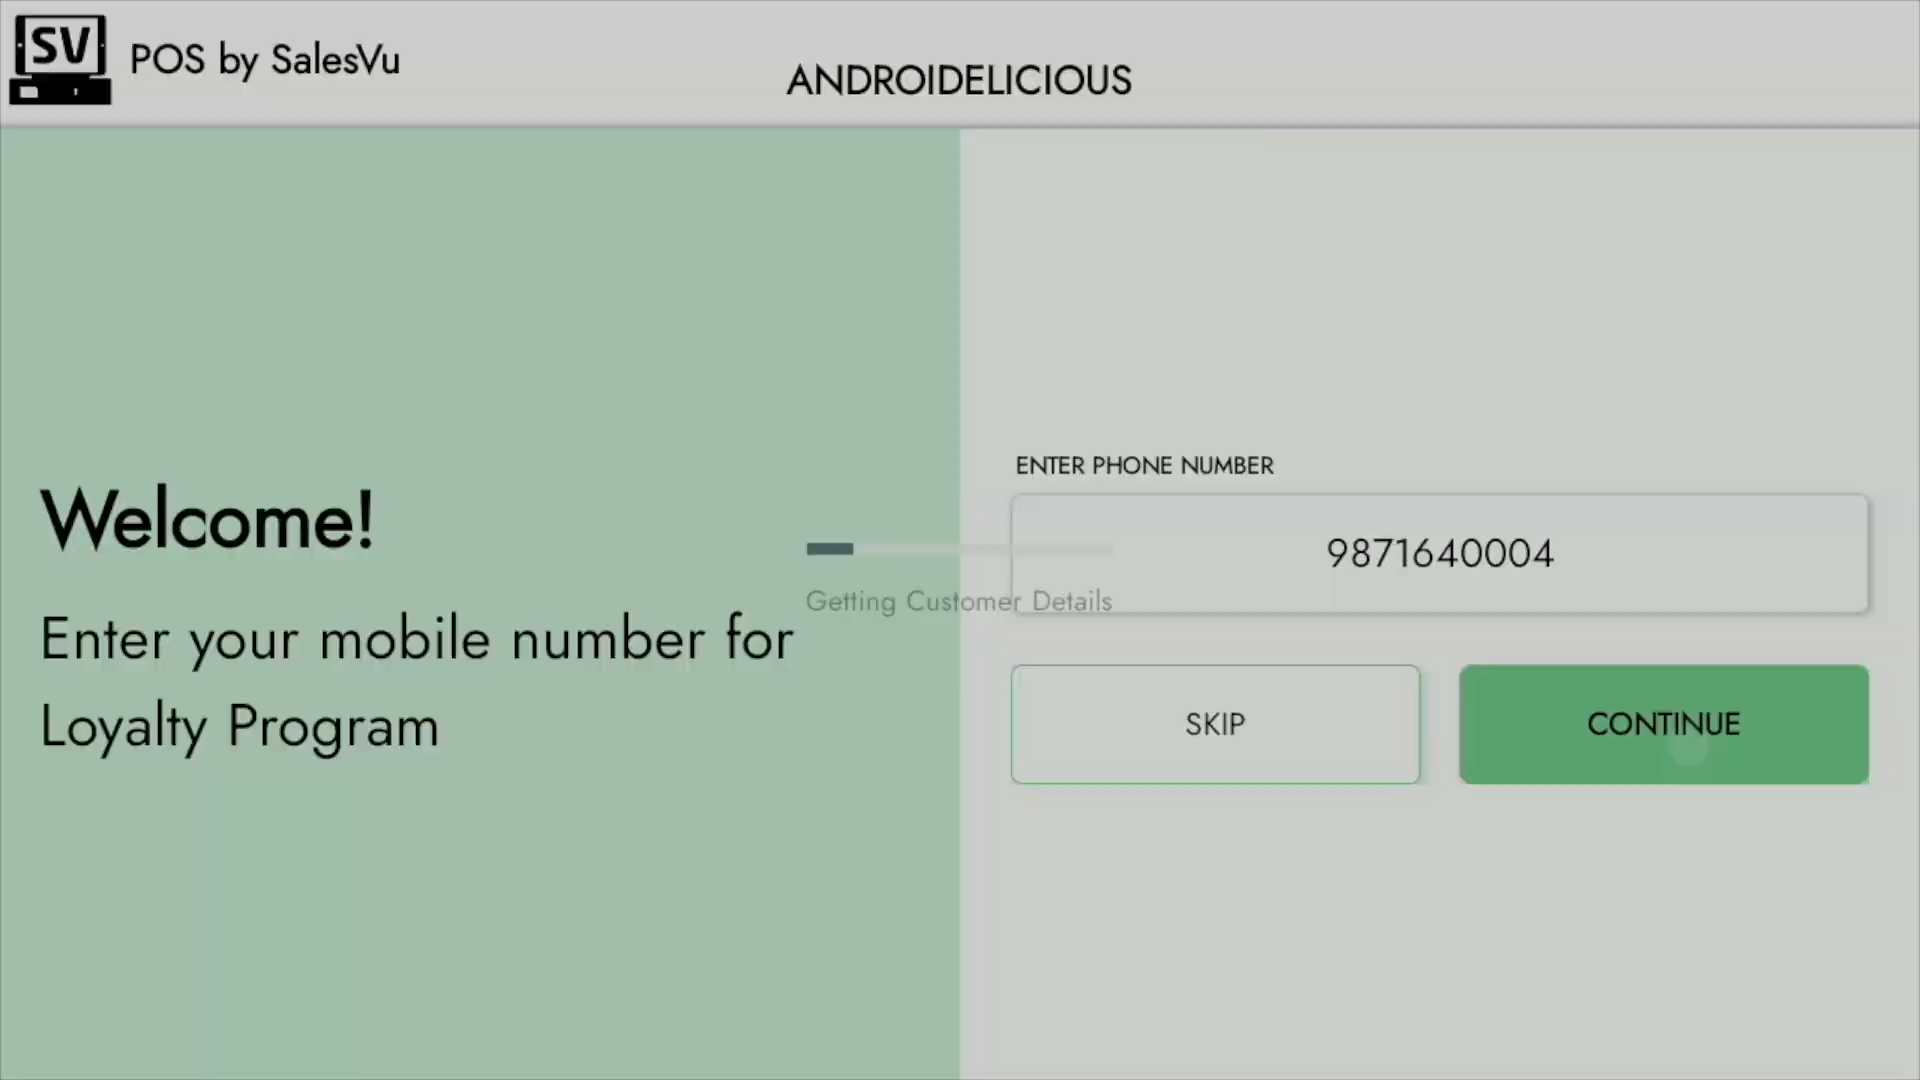 SV
POS by SalesVu
ANDROIDELICIOUS
Welcome!
Enter your mobile number for
Loyalty Program
Getting Customer Details
ENTER PHONE NUMBER
9871640004
SKIP
CONTINUE